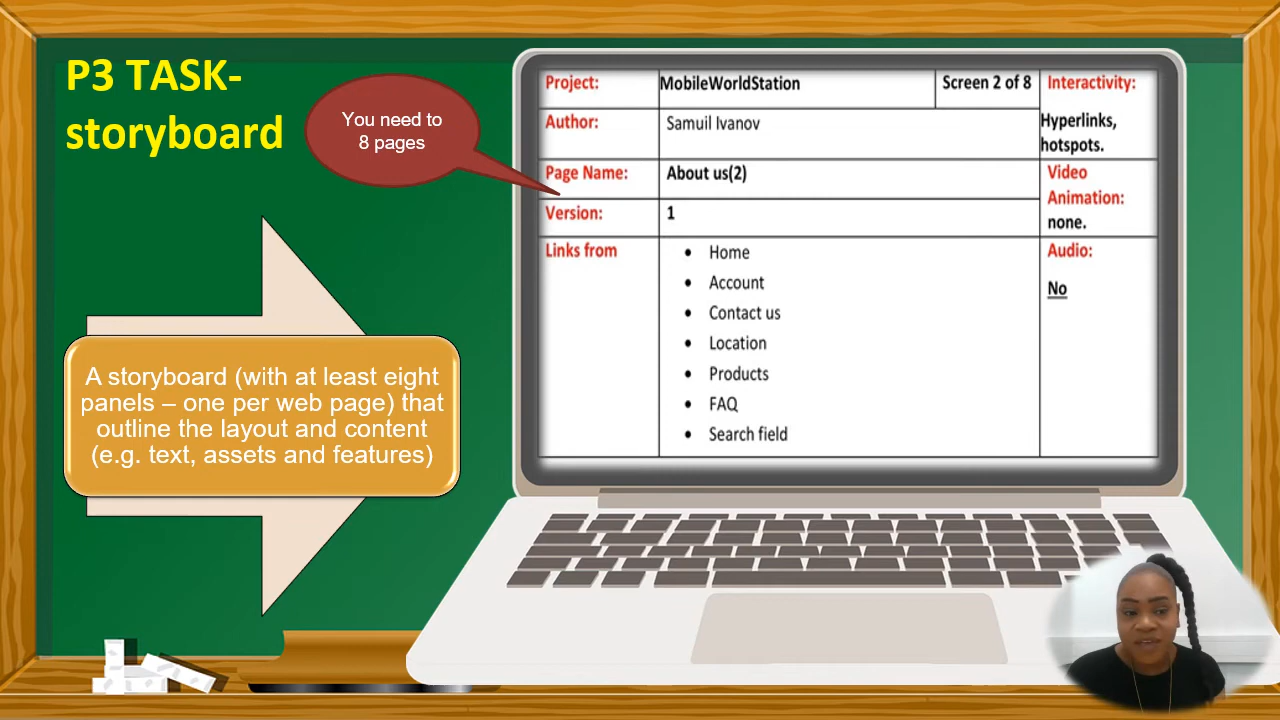 P3 TASK-
storyboard
You need to
8 pages
A storyboard (with at least eight
panels – one per web page) that
outline the layout and content
(e.g. text, assets and features)
Project:
MobileWorldStation
Screen 2 of 8
Interactivity:
Hyperlinks,
hotspots.
Author:
Samuil Ivanov
Page Name:
About us(2)
Video
Animation:
none.
Version:
1
Links from
• Home
• Account
• Contact us
• Location
• Products
• FAQ
• Search field
Audio:
No